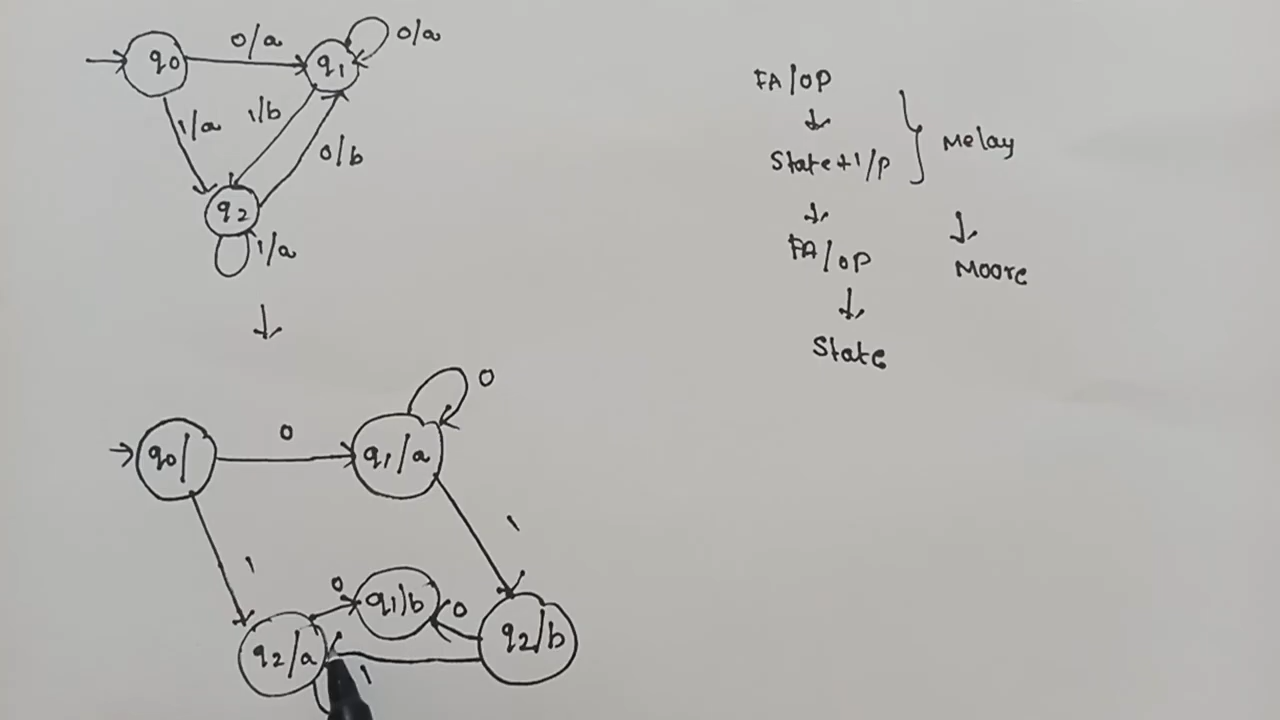 q0
0/a
q1
0/a
1/a
1/b
0/b
q2
1/a
FA/OP
State+1/P
Melay
FA/OP
Moore
State
q0/
0
q1/a
0
1
1
0
q1/b
0
q2/a
q2/b
1